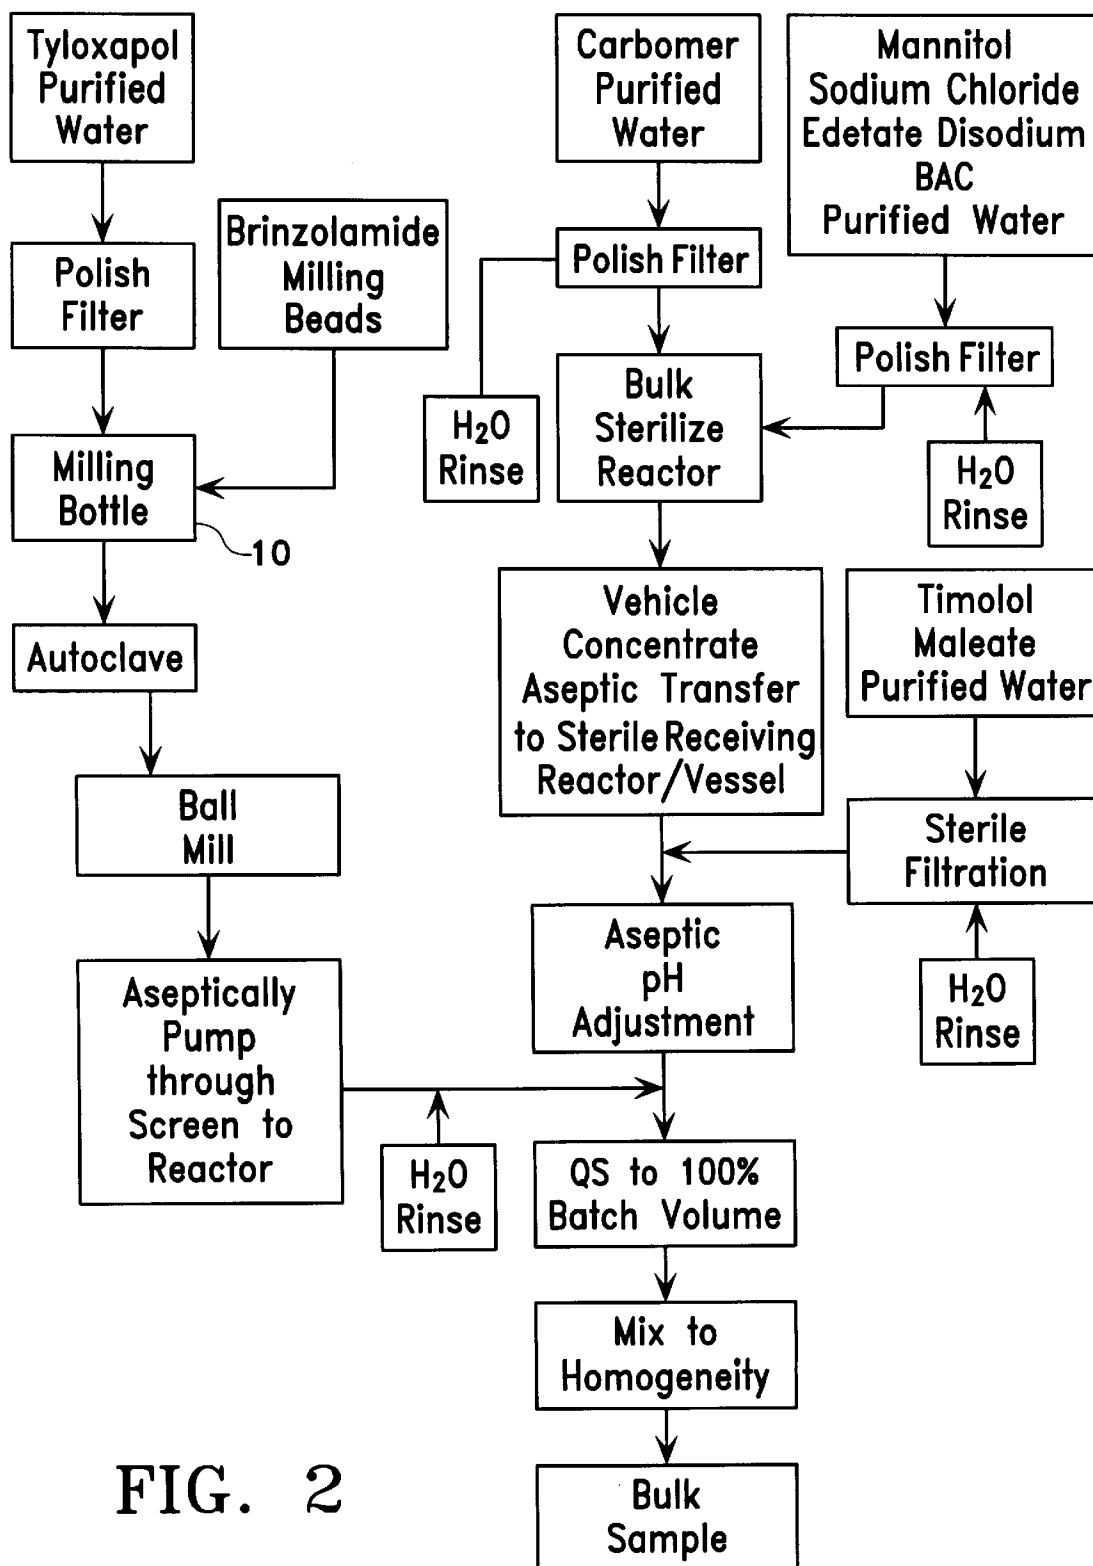 Tyloxapol
Purified
Water
Carbomer
Purified
Water
Mannitol
Sodium Chloride
Edetate Disodium
BAC
Purified Water
Polish
Filter
Brinzolamide
Milling
Beads
Polish Filter
Polish Filter
H2O
Rinse
Bulk
Sterilize
Reactor
H2O
Rinse
Milling
Bottle
10
Autoclave
Vehicle
Concentrate
Aseptic Transfer
to Sterile Receiving
Reactor/Vessel
Timolol
Maleate
Purified Water
Ball
Mill
Sterile
Filtration
Aseptic
pH
Adjustment
H2O
Rinse
Aseptically
Pump
through
Screen to
Reactor
H2O
Rinse
QS to 100%
Batch Volume
Mix to
Homogeneity
Bulk
Sample
FIG. 2